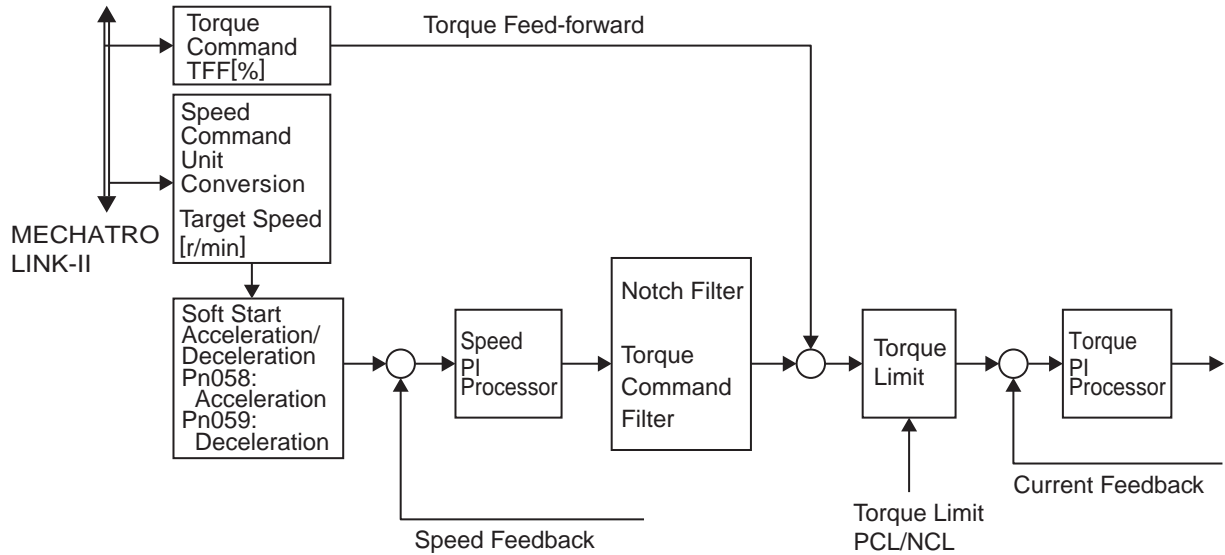 Torque
Command
TFF[%]
Torque Feed-forward
Speed
Command
Unit
Conversion
Target Speed
[r/min]
MECHATRO
LINK-II
Soft Start
Acceleration/
Deceleration
Pn058:
Acceleration
Pn059:
Deceleration
Speed
PI
Processor
Notch Filter
Torque
Command
Filter
Torque
Limit
Torque
PI
Processor
Speed Feedback
Torque Limit
PCL/NCL
Current Feedback